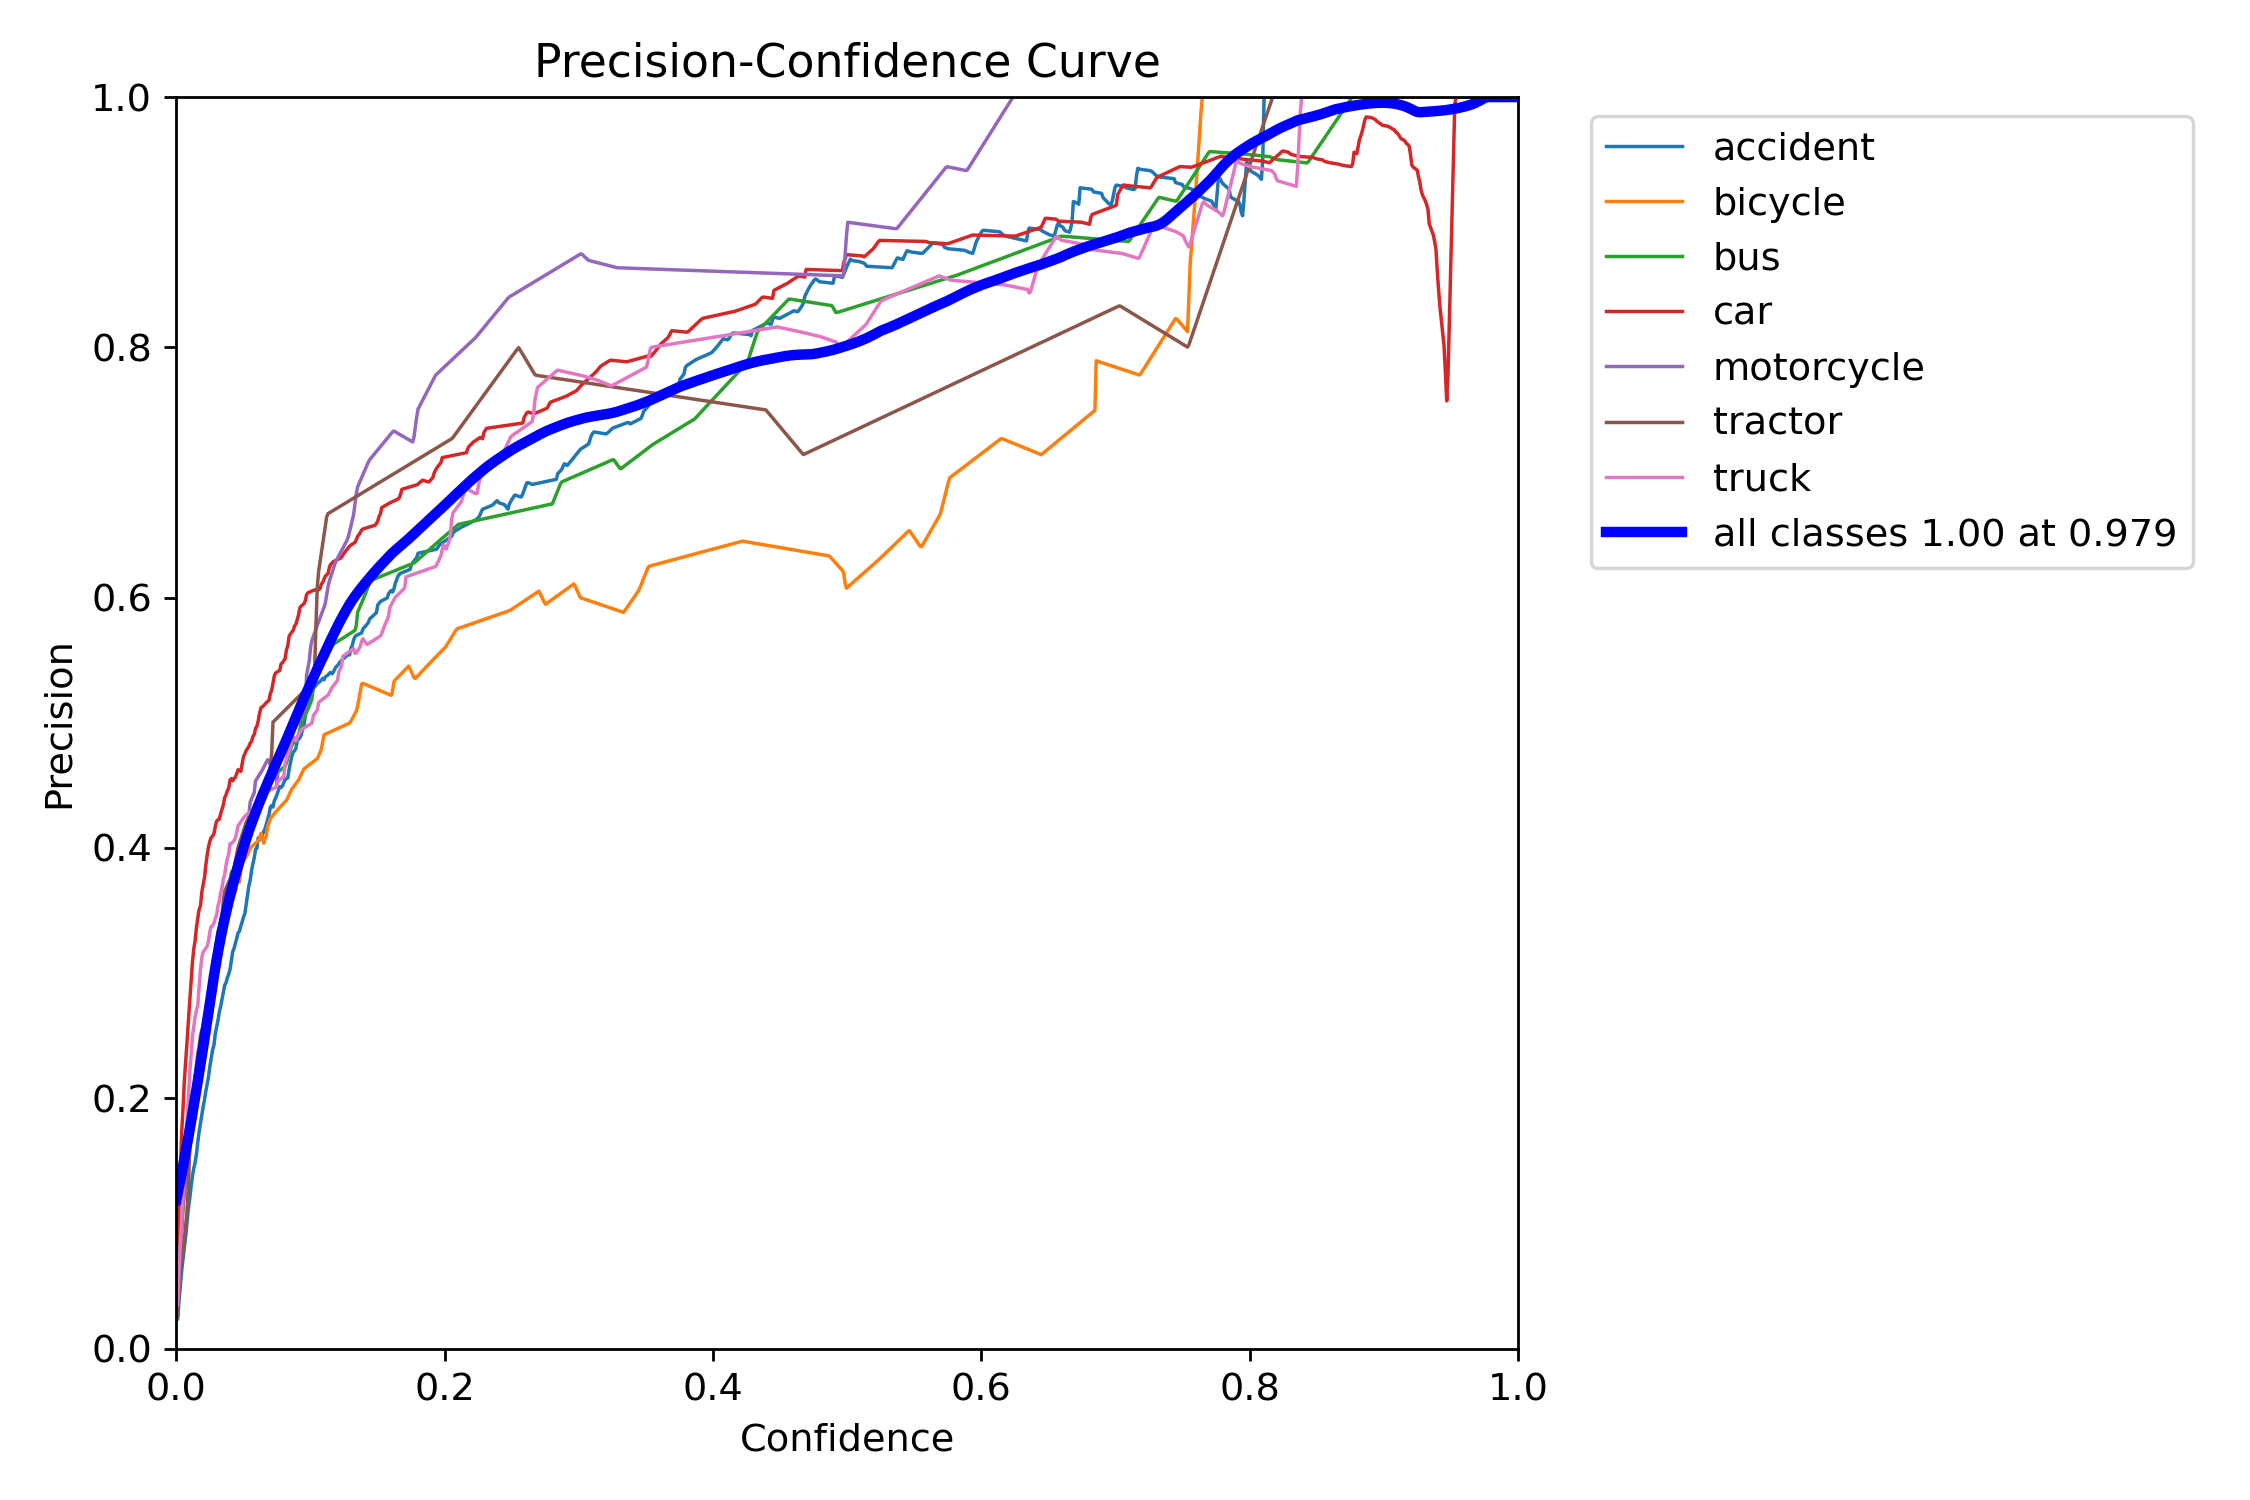 Precision-Confidence Curve
1.0
0.8
0.6
0.4
0.2
0.0
Precision
0.0 0.2 0.4 0.6 0.8 1.0
Confidence
accident
bicycle
bus
car
motorcycle
tractor
truck
all classes 1.00 at 0.979